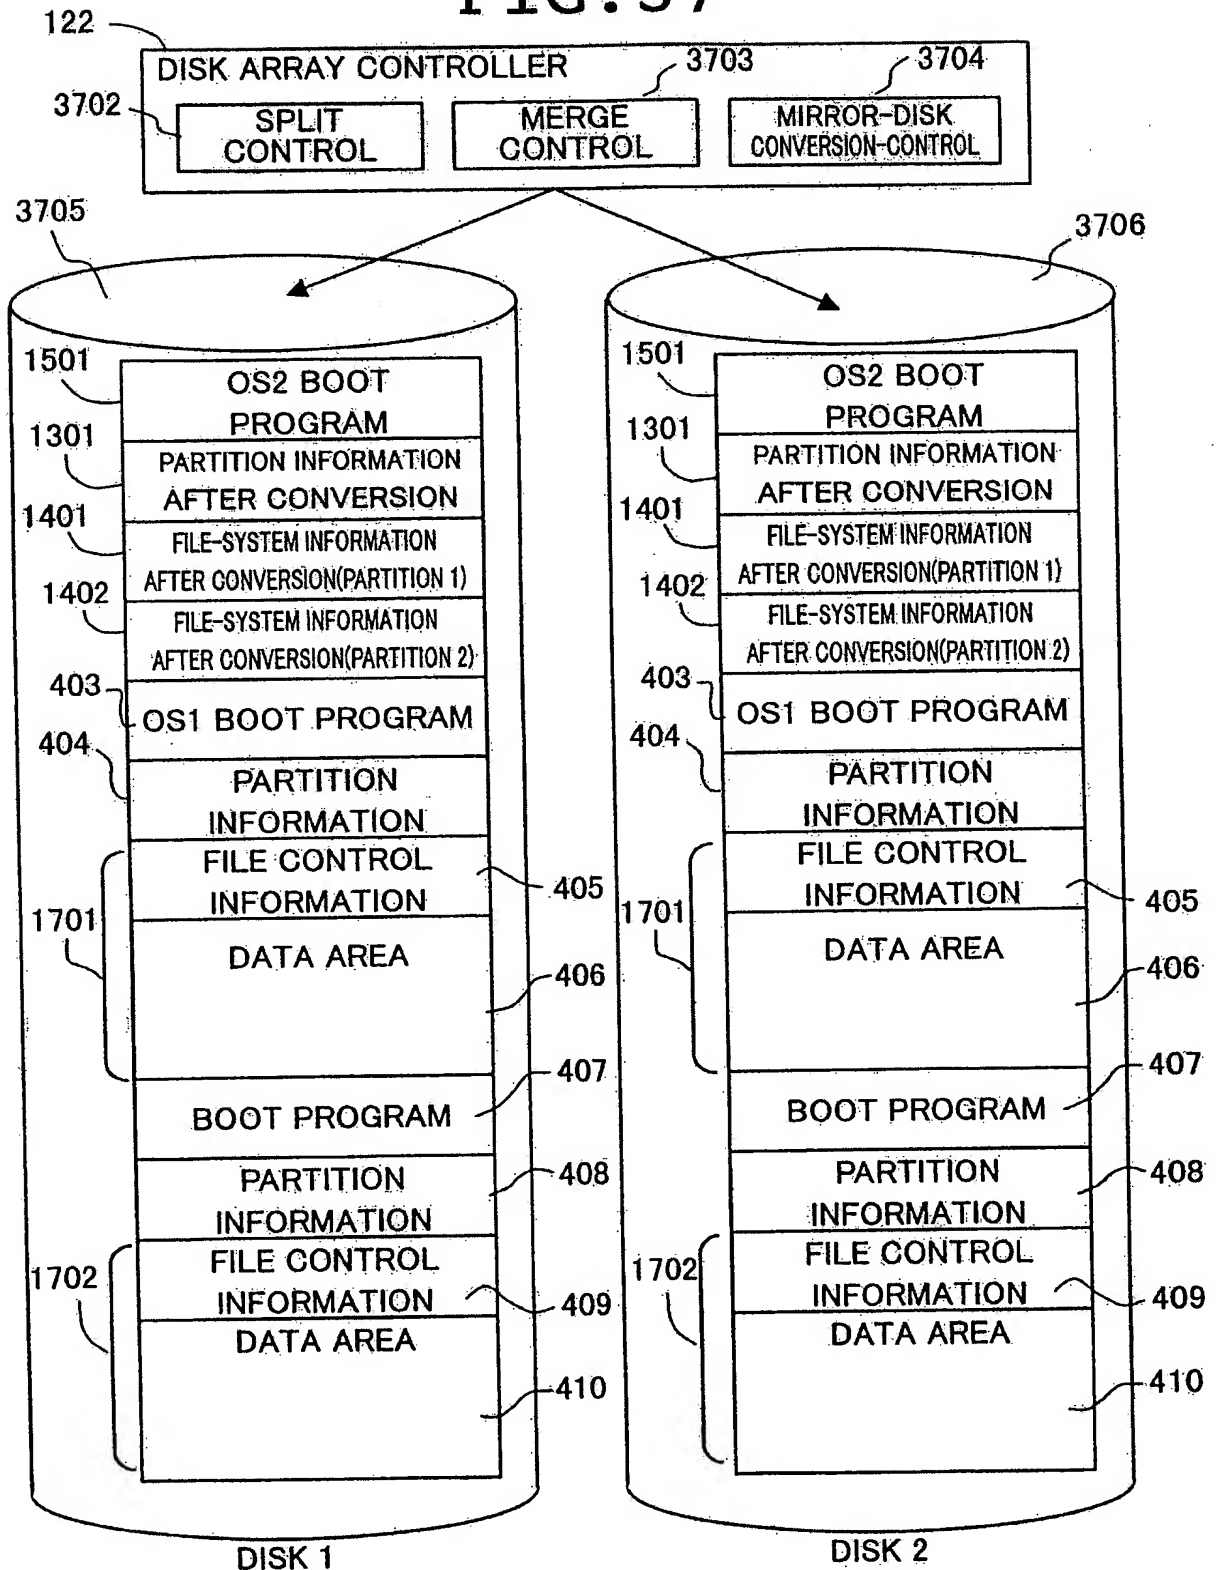 FIG.37
122
DISK ARRAY CONTROLLER
3703
3704
3702
SPLIT
CONTROL
MERGE
CONTROL
MIRROR-DISK
CONVERSION-CONTROL
3705
3706
1501
OS2 BOOT
PROGRAM
1301
PARTITION INFORMATION
AFTER CONVERSION
1401
FILE-SYSTEM INFORMATION
AFTER CONVERSION(PARTITION 1)
1402
FILE-SYSTEM INFORMATION
AFTER CONVERSION(PARTITION 2)
403
OS1 BOOT PROGRAM
404
PARTITION
INFORMATION
FILE CONTROL
INFORMATION
405
1701
DATA AREA
406
407
BOOT PROGRAM
PARTITION
INFORMATION
408
1702
FILE CONTROL
INFORMATION
409
DATA AREA
410
DISK 1
1501
OS2 BOOT
PROGRAM
1301
PARTITION INFORMATION
AFTER CONVERSION
1401
FILE-SYSTEM INFORMATION
AFTER CONVERSION(PARTITION 1)
1402
FILE-SYSTEM INFORMATION
AFTER CONVERSION(PARTITION 2)
403
OS1 BOOT PROGRAM
404
PARTITION
INFORMATION
FILE CONTROL
INFORMATION
405
1701
DATA AREA
406
407
BOOT PROGRAM
PARTITION
INFORMATION
408
1702
FILE CONTROL
INFORMATION
409
DATA AREA
410
DISK 2